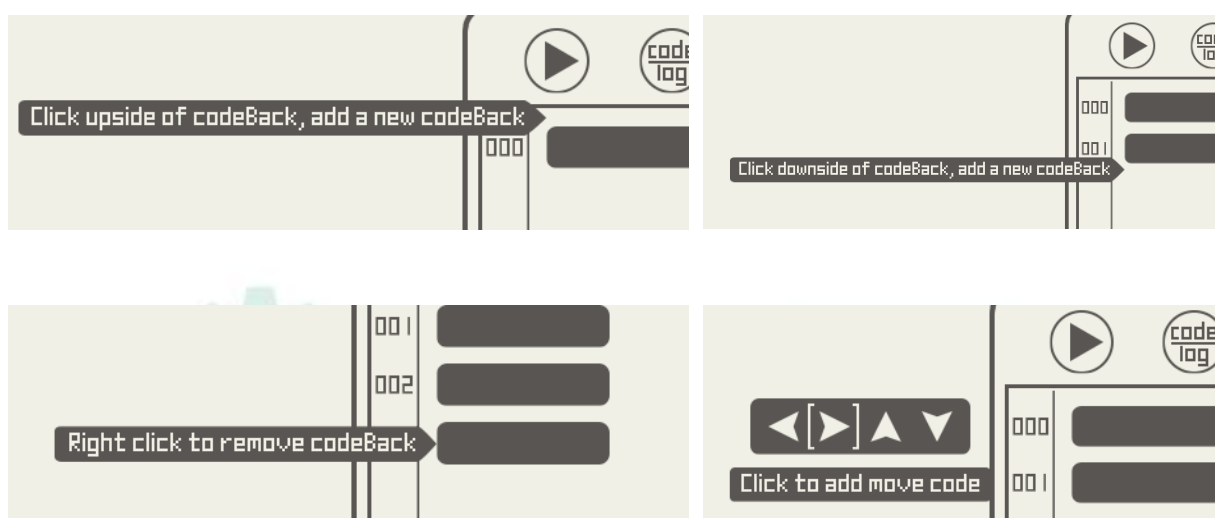 code
log
Click upside of codeBack, add a new codeBack
000
000
001
Click downside of codeBack, add a new codeBack
001
002
Right click to remove codeBack
code
log
000
001
Click to add move code